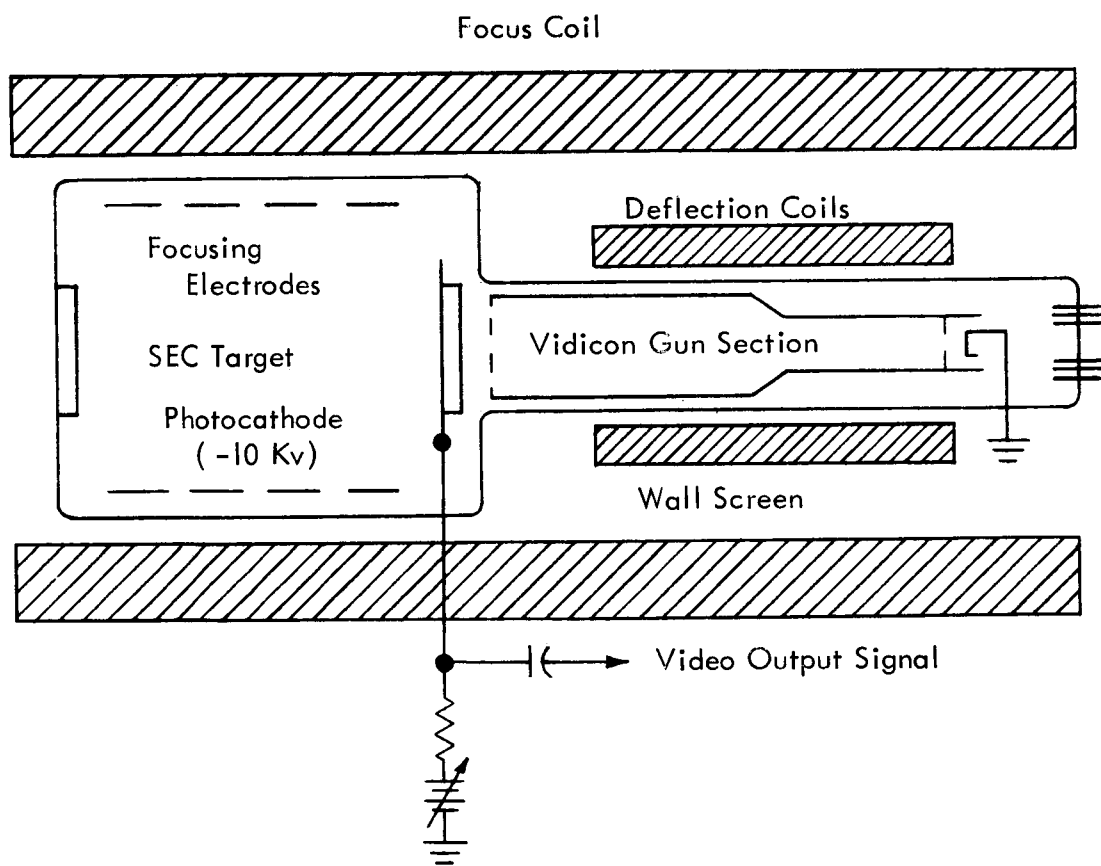 Focus Coil
Deflection Coils
Focusing
Electrodes
SEC Target
Vidicon Gun Section
Photocathode
( -10 Kv)
Wall Screen
Video Output Signal